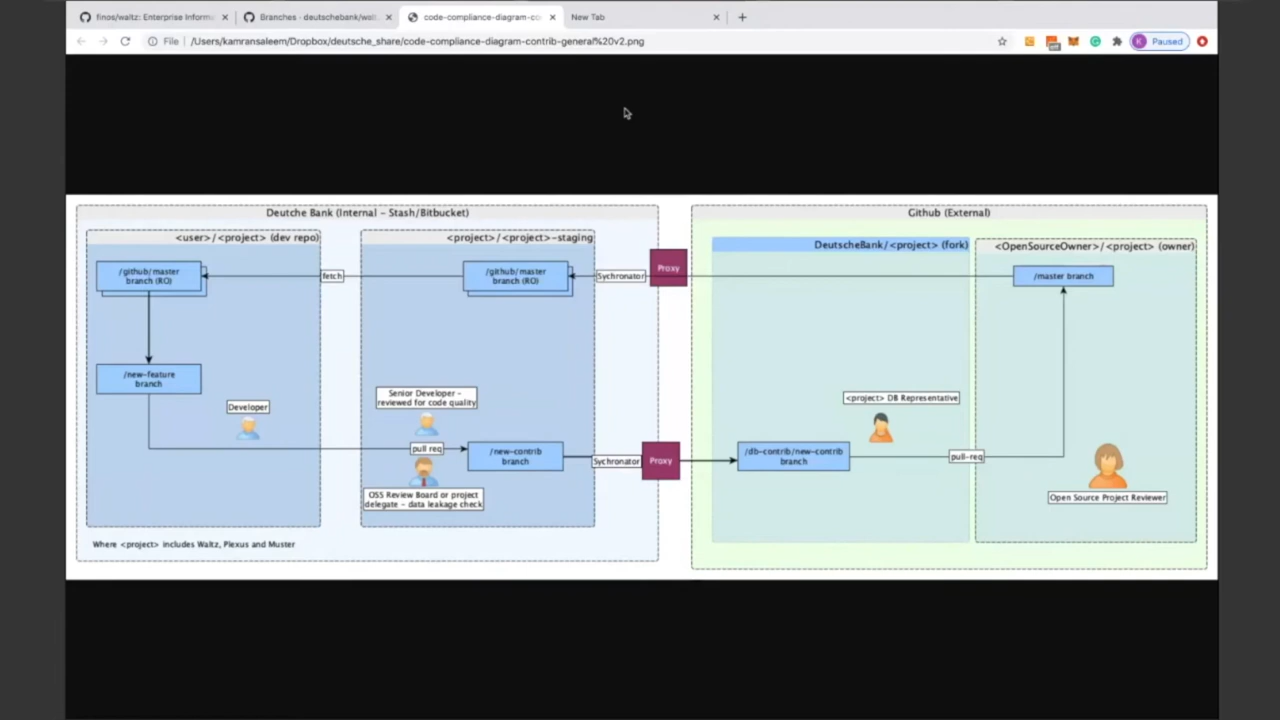 finos/waltz: Enterprise Inform
Branches · deutschebank/wal
code-compliance-diagram-co
New Tab
File
/Users/kamransaleem/Dropbox/deutsche_share/code-compliance-diagram-contrib-general%20v2.png
off
K
Paused
Deutche Bank (Internal - Stash/Bitbucket)
Github (External)
<user>/<project> (dev repo)
<project>/<project>-staging
DeutscheBank/<project> (fork)
<OpenSourceOwner>/<project> (owner)
/github/master
branch (RO)
fetch
/github/master
branch (RO)
Sychronator
Proxy
/master branch
/new-feature
branch
Developer
Senior Developer -
reviewed for code quality
<project> DB Representative
pull req
/new-contrib
branch
Sychronator
Proxy
/db-contrib/new-contrib
branch
pull-req
OSS Review Board or project
delegate - data leakage check
Open Source Project Reviewer
Where <project> includes Waltz, Plexus and Muster